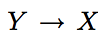 Y → X